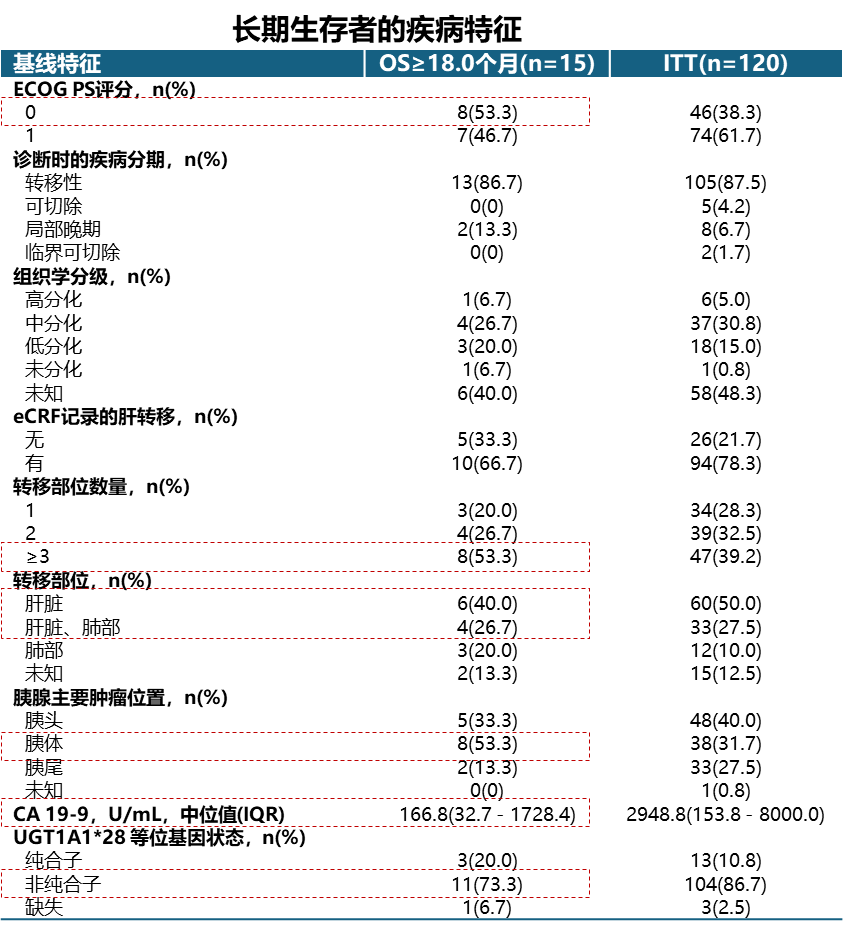 长期生存者的疾病特征
基线特征 OS≥18.0个月(n=15) ITT(n=120)
ECOG PS评分，n(%)
0 8(53.3) 46(38.3)
1 7(46.7) 74(61.7)
诊断时的疾病分期，n(%)
转移性 13(86.7) 105(87.5)
可切除 0(0) 5(4.2)
局部晚期 2(13.3) 8(6.7)
临界可切除 0(0) 2(1.7)
组织学分级，n(%)
高分化 1(6.7) 6(5.0)
中分化 4(26.7) 37(30.8)
低分化 3(20.0) 18(15.0)
未分化 1(6.7) 1(0.8)
未知 6(40.0) 58(48.3)
eCRF记录的肝转移，n(%)
无 5(33.3) 26(21.7)
有 10(66.7) 94(78.3)
转移部位数量，n(%)
1 3(20.0) 34(28.3)
2 4(26.7) 39(32.5)
≥3 8(53.3) 47(39.2)
转移部位，n(%)
肝脏 6(40.0) 60(50.0)
肝脏、肺部 4(26.7) 33(27.5)
肺部 3(20.0) 12(10.0)
未知 2(13.3) 15(12.5)
胰腺主要肿瘤位置，n(%)
胰头 5(33.3) 48(40.0)
胰体 8(53.3) 38(31.7)
胰尾 2(13.3) 33(27.5)
未知 0(0) 1(0.8)
CA 19-9，U/mL，中位值(IQR) 166.8(32.7 - 1728.4) 2948.8(153.8 - 8000.0)
UGT1A1*28 等位基因状态，n(%)
纯合子 3(20.0) 13(10.8)
非纯合子 11(73.3) 104(86.7)
缺失 1(6.7) 3(2.5)